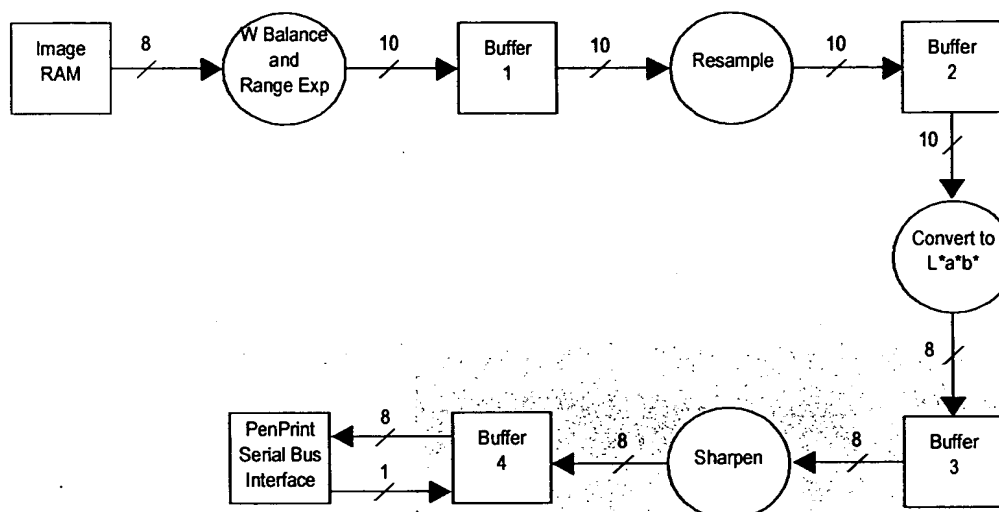 Image
RAM
8
W Balance
and
Range Exp
10
Buffer
1
10
Resample
10
Buffer
2
10
Convert to
L*a*b*
8
Buffer
3
8
Sharpen
8
Buffer
4
8
1
PenPrint
Serial Bus
Interface